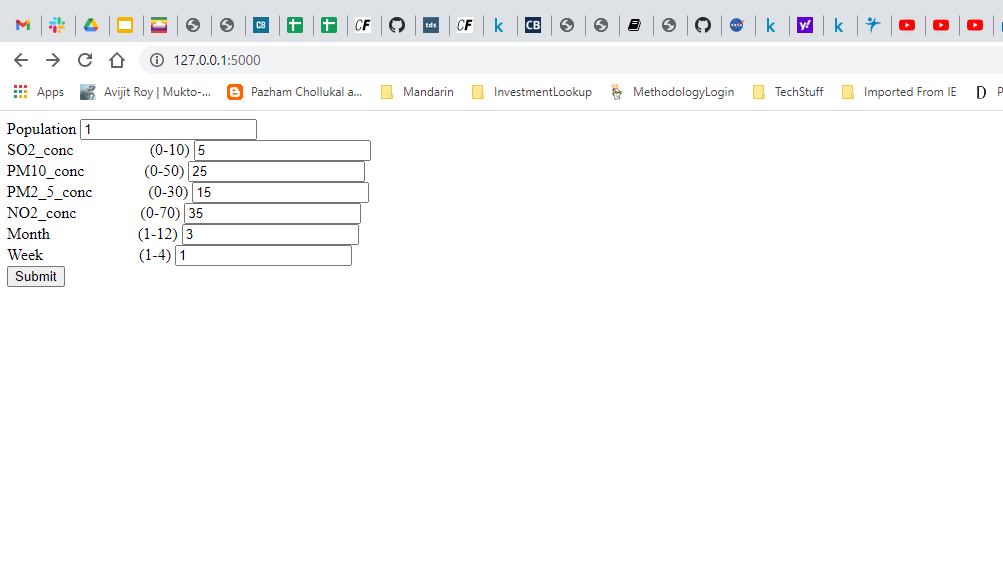 CB tds CF CF k CB k k y! k NASA
127.0.0.1:5000
Apps Avijit Roy | Mukto-... Pazham Chollukal a... Mandarin InvestmentLookup MethodologyLogin TechStuff Imported From IE D P
Population 1
SO2_conc (0-10) 5
PM10_conc (0-50) 25
PM2_5_conc (0-30) 15
NO2_conc (0-70) 35
Month (1-12) 3
Week (1-4) 1
Submit